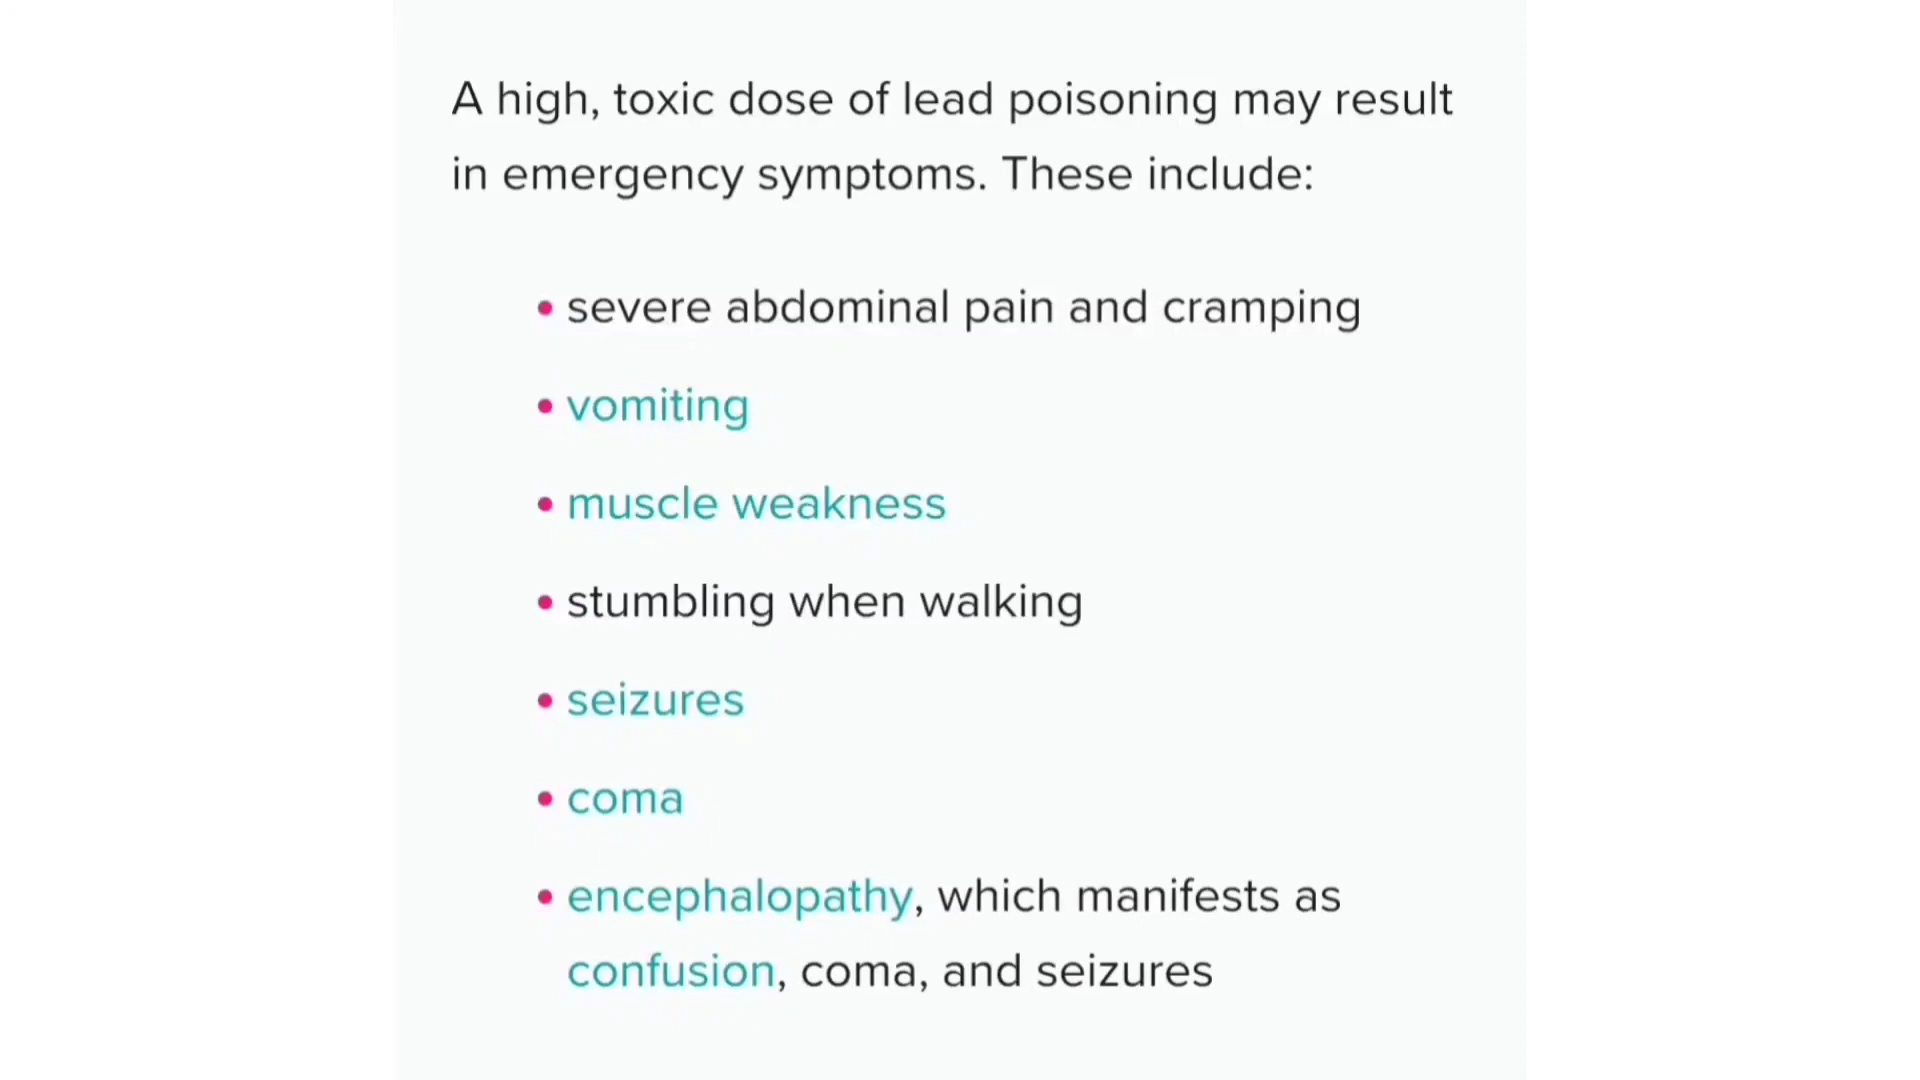 A high, toxic dose of lead poisoning may result
in emergency symptoms. These include:
• severe abdominal pain and cramping
• vomiting
• muscle weakness
• stumbling when walking
• seizures
• coma
• encephalopathy, which manifests as
confusion, coma, and seizures